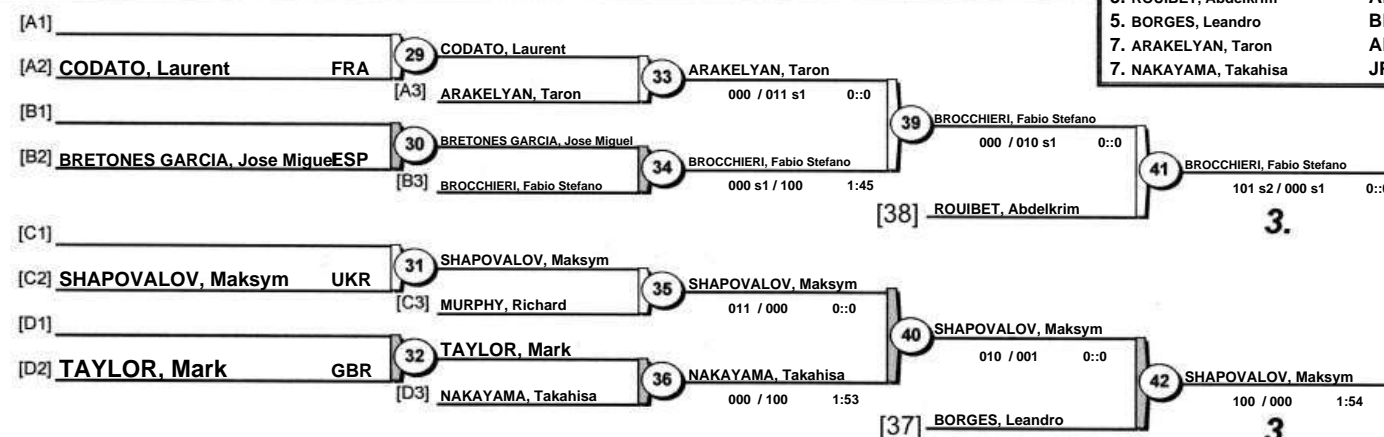 5. BORGES, Leandro
7. ARAKELYAN, Taron
7. NAKAYAMA, Takahisa
[A1]
[A2] CODATO, Laurent FRA
29
CODATO, Laurent
[A3] ARAKELYAN, Taron
33
ARAKELYAN, Taron
000 / 011 s1 0::0
[B1]
[B2] BRETONES GARCIA, Jose Miguel ESP
30
BRETONES GARCIA, Jose Miguel
[B3] BROCCHIERI, Fabio Stefano
34
BROCCHIERI, Fabio Stefano
000 s1 / 100 1:45
39
BROCCHIERI, Fabio Stefano
000 / 010 s1 0::0
[38] ROUIBET, Abdelkrim
41
BROCCHIERI, Fabio Stefano
101 s2 / 000 s1
3.
[C1]
[C2] SHAPOVALOV, Maksym UKR
31
SHAPOVALOV, Maksym
[C3] MURPHY, Richard
35
SHAPOVALOV, Maksym
011 / 000 0::0
[D1]
[D2] TAYLOR, Mark GBR
32
TAYLOR, Mark
[D3] NAKAYAMA, Takahisa
36
NAKAYAMA, Takahisa
000 / 100 1:53
40
SHAPOVALOV, Maksym
010 / 001 0::0
[37] BORGES, Leandro
42
SHAPOVALOV, Maksym
100 / 000 1:54
3